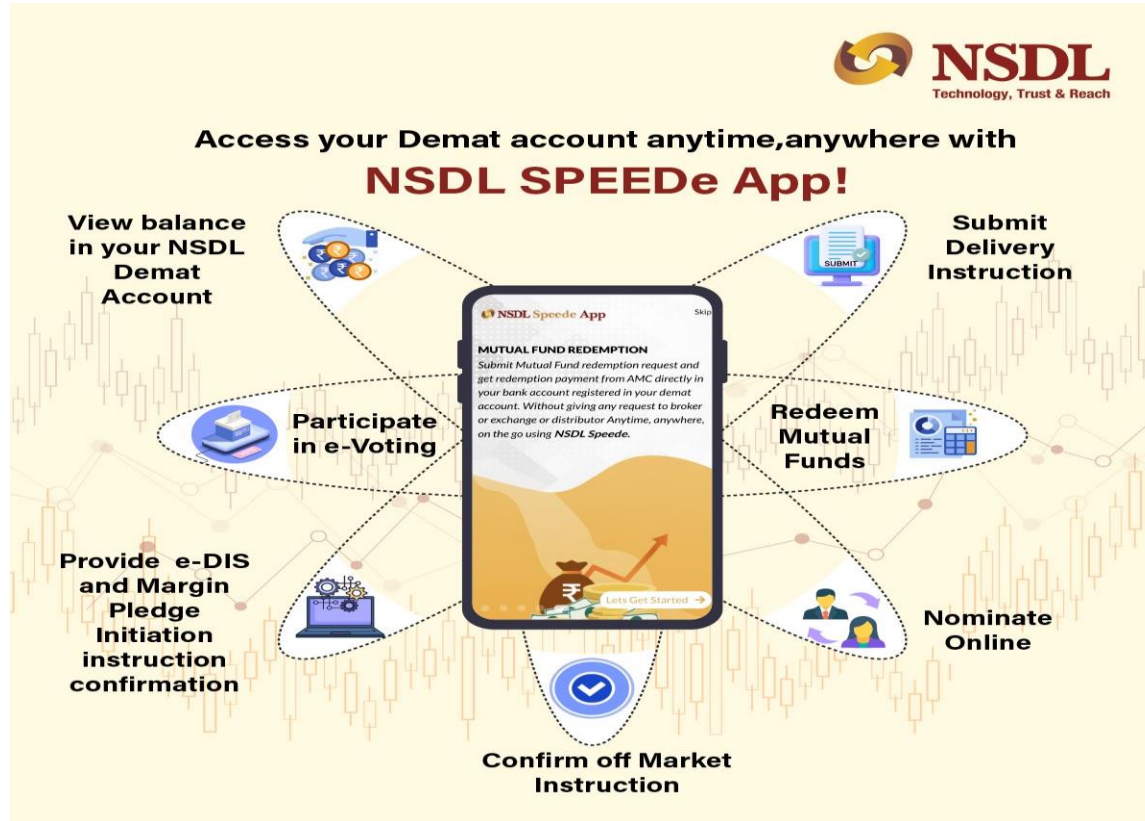 NSDL
Technology, Trust & Reach
Access your Demat account anytime,anywhere with
NSDL SPEEDe App!
View balance
in your NSDL
Demat
Account
SUBMIT
Submit
Delivery
Instruction
NSDL Speede App
Skip
MUTUAL FUND REDEMPTION
Submit Mutual Fund redemption request and
get redemption payment from AMC directly in
your bank account registered in your demat
account. Without giving any request to broker
or exchange or distributor Anytime, anywhere,
on the go using NSDL Speede.
Participate
in e-Voting
Redeem
Mutual
Funds
Provide e-DIS
and Margin
Pledge
Initiation
instruction
confirmation
₹
Lets Get Started →
Nominate
Online
Confirm off Market
Instruction